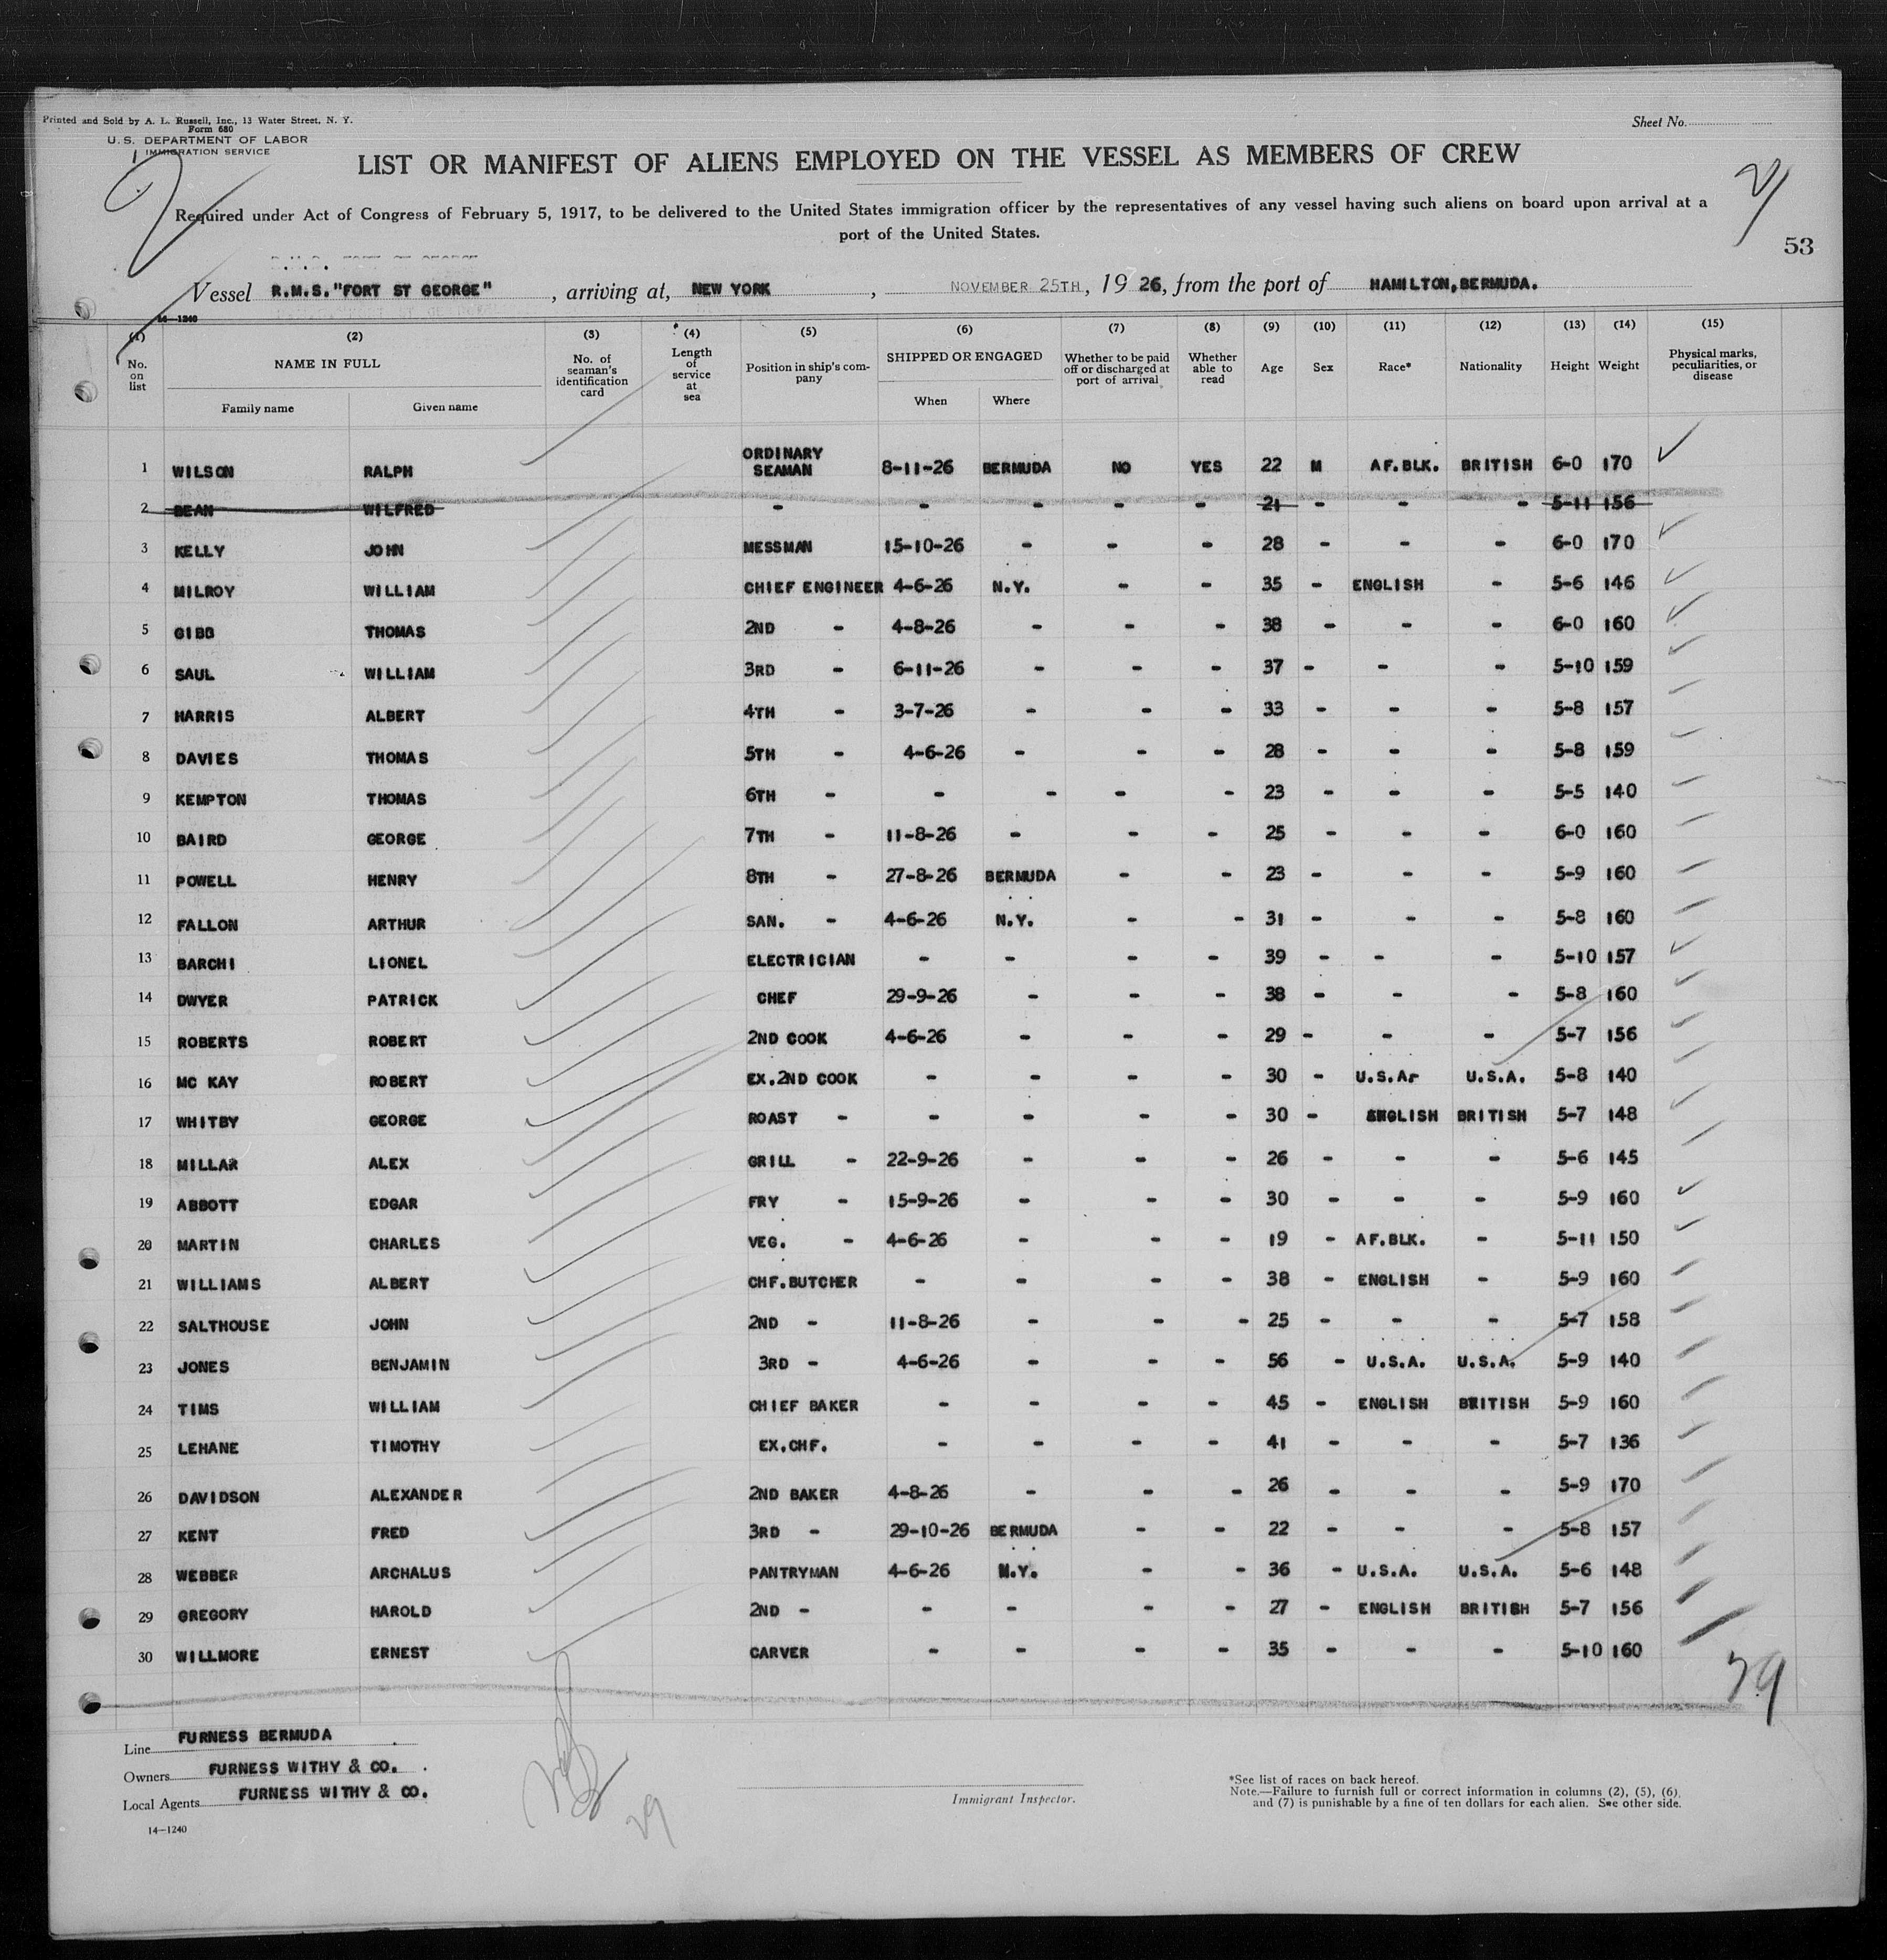 Printed and Sold by A. L. Russell, Inc., 13 Water Street, N. Y.
Form 680
U. S. DEPARTMENT OF LABOR
IMMIGRATION SERVICE
Sheet No.
LIST OR MANIFEST OF ALIENS EMPLOYED ON THE VESSEL AS MEMBERS OF CREW
Required under Act of Congress of February 5, 1917, to be delivered to the United States immigration officer by the representatives of any vessel having such aliens on board upon arrival at a
port of the United States.
53
Vessel R.M.S. "FORT ST GEORGE", arriving at, NEW YORK, NOVEMBER 25TH, 19 26, from the port of HAMILTON, BERMUDA.
14—1240
(1) (2) (3) (4) (5) (6) (7) (8) (9) (10) (11) (12) (13) (14) (15)
No. on list NAME IN FULL Family name Given name No. of seaman's identification card Length of service at sea Position in ship's company SHIPPED OR ENGAGED When Where Whether to be paid off or discharged at port of arrival Whether able to read Age Sex Race* Nationality Height Weight Physical marks, peculiarities, or disease
1 WILSON RALPH ORDINARY SEAMAN 8-11-26 BERMUDA NO YES 22 M AF.BLK. BRITISH 6-0 170
2 BEAN WILFRED - - - - - 21 - - - 5-11 156
3 KELLY JOHN MESSMAN 15-10-26 - - - 28 - - - 6-0 170
4 MILROY WILLIAM CHIEF ENGINEER 4-6-26 N.Y. - - 35 - ENGLISH - 5-6 146
5 GIBB THOMAS 2ND - 4-8-26 - - - 38 - - - 6-0 160
6 SAUL WILLIAM 3RD - 6-11-26 - - - 37 - - - 5-10 159
7 HARRIS ALBERT 4TH - 3-7-26 - - - 33 - - - 5-8 157
8 DAVIES THOMAS 5TH - 4-6-26 - - - 28 - - - 5-8 159
9 KEMPTON THOMAS 6TH - - - - - 23 - - - 5-5 140
10 BAIRD GEORGE 7TH - 11-8-26 - - - 25 - - - 6-0 160
11 POWELL HENRY 8TH - 27-8-26 BERMUDA - - 23 - - - 5-9 160
12 FALLON ARTHUR SAN. - 4-6-26 N.Y. - - 31 - - - 5-8 160
13 BARCHI LIONEL ELECTRICIAN - - - - 39 - - - 5-10 157
14 DWYER PATRICK CHEF 29-9-26 - - - 38 - - - 5-8 160
15 ROBERTS ROBERT 2ND COOK 4-6-26 - - - 29 - - - 5-7 156
16 MC KAY ROBERT EX.2ND COOK - - - - 30 - U.S.A. U.S.A. 5-8 140
17 WHITBY GEORGE ROAST - - - - - 30 - ENGLISH BRITISH 5-7 148
18 MILLAR ALEX GRILL - 22-9-26 - - - 26 - - - 5-6 145
19 ABBOTT EDGAR FRY - 15-9-26 - - - 30 - - - 5-9 160
20 MARTIN CHARLES VEG. - 4-6-26 - - - 19 - AF.BLK. - 5-11 150
21 WILLIAMS ALBERT CHF.BUTCHER - - - - 38 - ENGLISH - 5-9 160
22 SALTHOUSE JOHN 2ND - 11-8-26 - - - 25 - - - 5-7 158
23 JONES BENJAMIN 3RD - 4-6-26 - - - 56 - U.S.A. U.S.A. 5-9 140
24 TIMS WILLIAM CHIEF BAKER - - - - 45 - ENGLISH BRITISH 5-9 160
25 LEHANE TIMOTHY EX.CHF. - - - - 41 - - - 5-7 136
26 DAVIDSON ALEXANDER 2ND BAKER 4-8-26 - - - 26 - - - 5-9 170
27 KENT FRED 3RD - 29-10-26 BERMUDA - - 22 - - - 5-8 157
28 WEBBER ARCHALUS PANTRYMAN 4-6-26 N.Y. - - 36 - U.S.A. U.S.A. 5-6 148
29 GREGORY HAROLD 2ND - - - - - 27 - ENGLISH BRITISH 5-7 156
30 WILLMORE ERNEST CARVER - - - - 35 - - - 5-10 160
Line FURNESS BERMUDA
Owners FURNESS WITHY & CO.
Local Agents FURNESS WITHY & CO.
Immigrant Inspector.
*See list of races on back hereof.
Note.—Failure to furnish full or correct information in columns (2), (5), (6),
and (7) is punishable by a fine of ten dollars for each alien. See other side.
14—1240
29